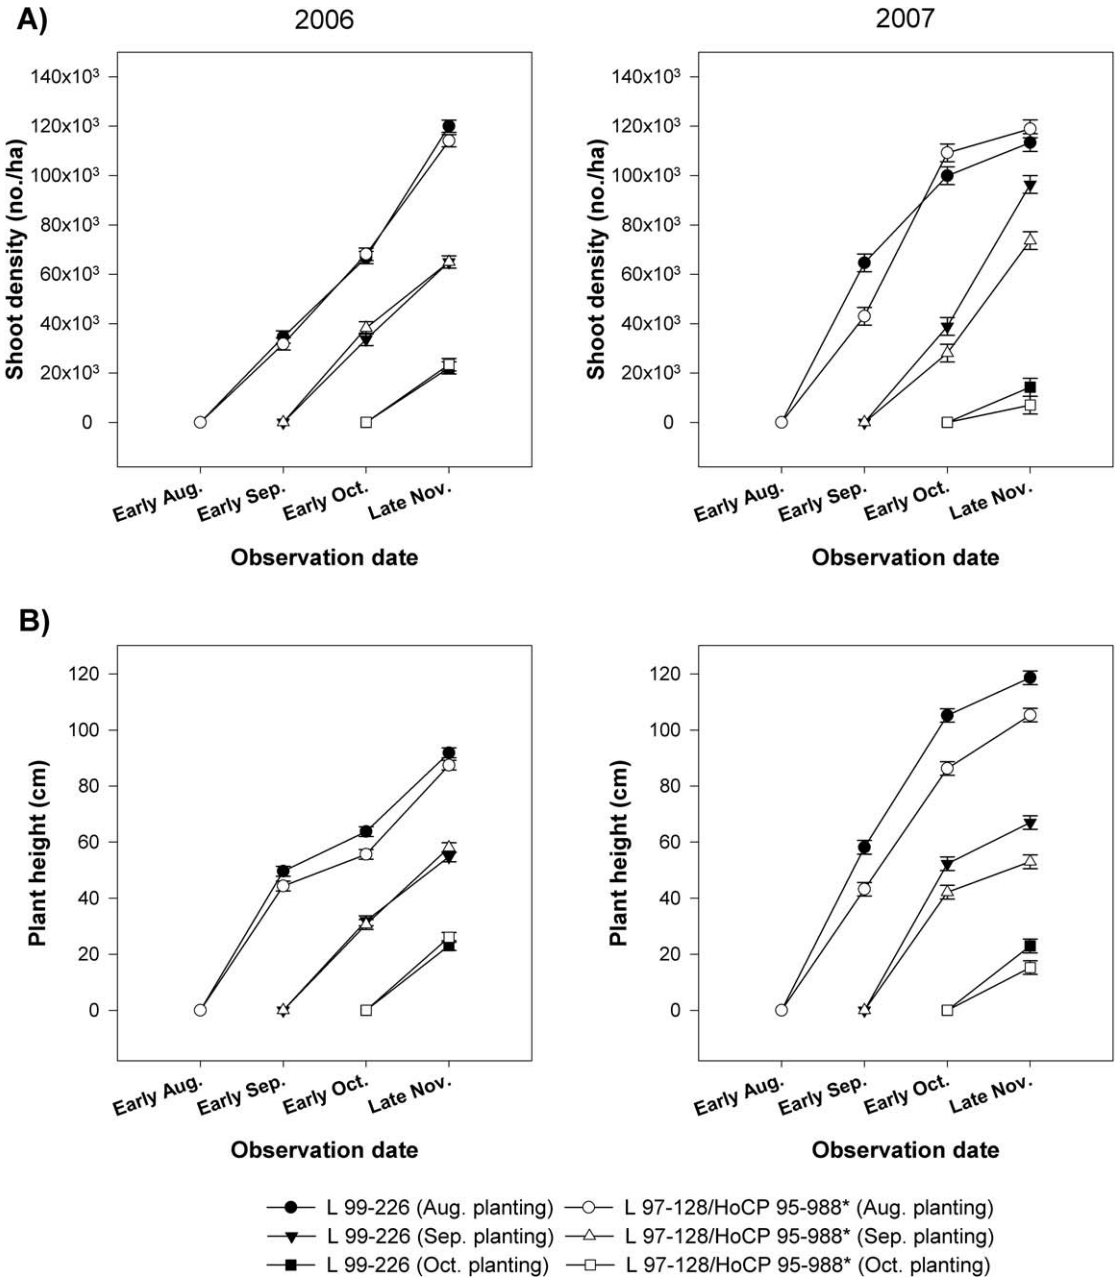 A)
2006
2007
Shoot density (no./ha)
140x10³
120x10³
100x10³
80x10³
60x10³
40x10³
20x10³
0
Early Aug.
Early Sep.
Early Oct.
Late Nov.
Observation date
Shoot density (no./ha)
140x10³
120x10³
100x10³
80x10³
60x10³
40x10³
20x10³
0
Early Aug.
Early Sep.
Early Oct.
Late Nov.
Observation date
B)
Plant height (cm)
120
100
80
60
40
20
0
Early Aug.
Early Sep.
Early Oct.
Late Nov.
Observation date
Plant height (cm)
120
100
80
60
40
20
0
Early Aug.
Early Sep.
Early Oct.
Late Nov.
Observation date
L 99-226 (Aug. planting)
L 97-128/HoCP 95-988* (Aug. planting)
L 99-226 (Sep. planting)
L 97-128/HoCP 95-988* (Sep. planting)
L 99-226 (Oct. planting)
L 97-128/HoCP 95-988* (Oct. planting)